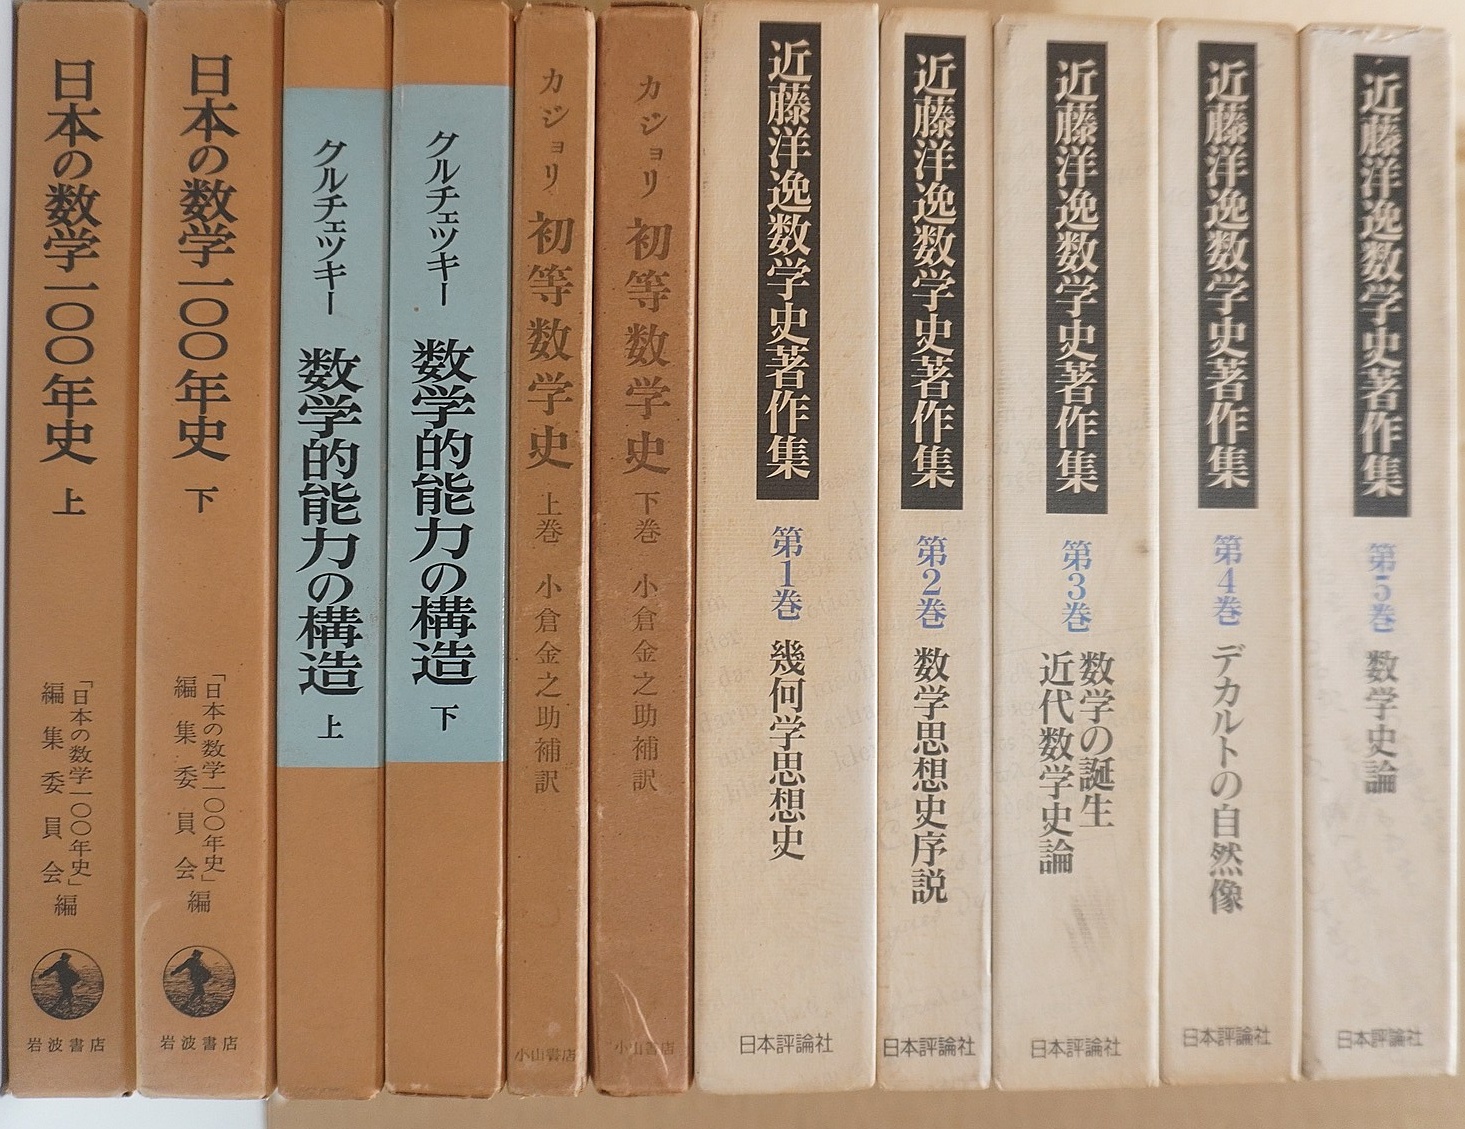 日本の数学一〇〇年史 上
「日本の数学一〇〇年史」
編集委員会 編
岩波書店
日本の数学一〇〇年史 下
「日本の数学一〇〇年史」
編集委員会 編
岩波書店
クルチェツキー 数学的能力の構造 上
クルチェツキー 数学的能力の構造 下
カジョリ 初等数学史 上巻 小倉金之助補訳
小山書店
カジョリ 初等数学史 下巻 小倉金之助補訳
小山書店
近藤洋逸数学史著作集 第1巻 幾何学思想史
日本評論社
近藤洋逸数学史著作集 第2巻 数学思想史序説
日本評論社
近藤洋逸数学史著作集 第3巻
数学の誕生
近代数学史論
日本評論社
近藤洋逸数学史著作集 第4巻 デカルトの自然像
日本評論社
近藤洋逸数学史著作集 第5巻 数学史論
日本評論社